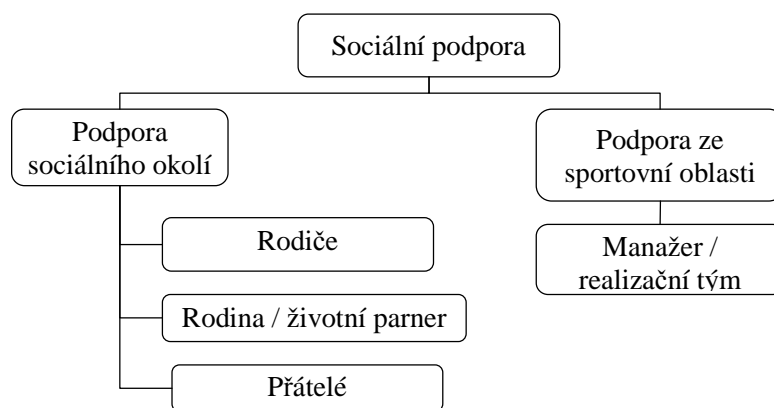 Sociální podpora
Podpora
sociálního okolí
Podpora ze
sportovní oblasti
Rodiče
Manažer /
realizační tým
Rodina / životní parner
Přátelé